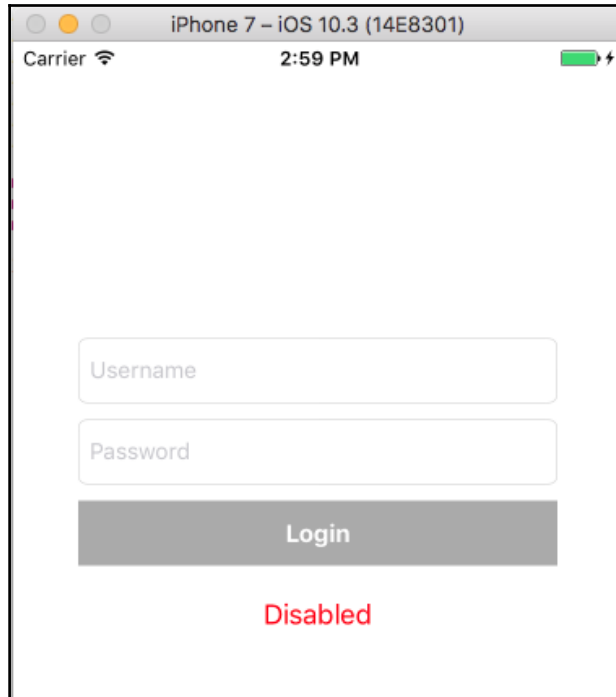 iPhone 7 – iOS 10.3 (14E8301)
Carrier 2:59 PM
Username
Password
Login
Disabled